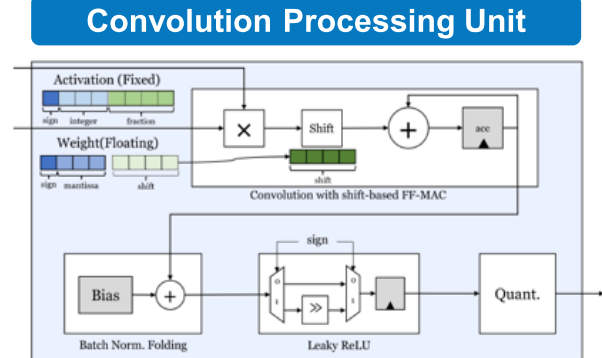 Convolution Processing Unit
Activation (Fixed)
sign integer fraction
Weight(Floating)
sign mantissa shift
×
Shift
+
acc
shift
Convolution with shift-based FF-MAC
sign
Bias
+
0
1
>>
0
1
Quant.
Batch Norm. Folding
Leaky ReLU